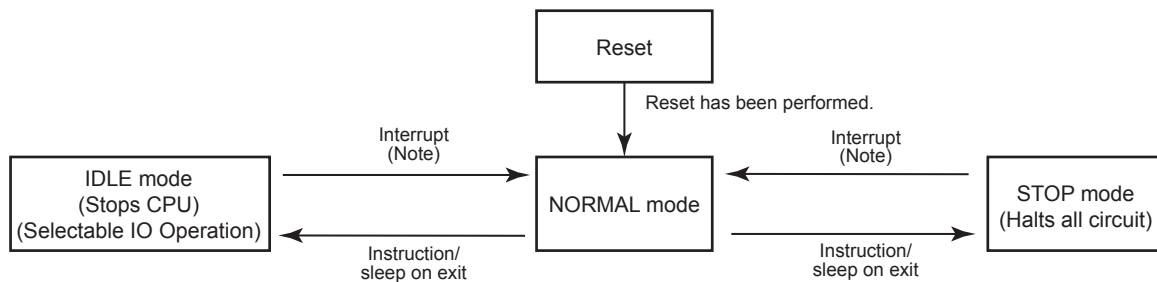 Reset
Reset has been performed.
Interrupt
(Note)
Interrupt
(Note)
IDLE mode
(Stops CPU)
(Selectable IO Operation)
NORMAL mode
STOP mode
(Halts all circuit)
Instruction/
sleep on exit
Instruction/
sleep on exit